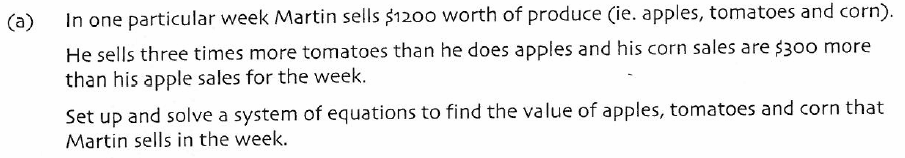 (a) In one particular week Martin sells $1200 worth of produce (ie. apples, tomatoes and corn).
He sells three times more tomatoes than he does apples and his corn sales are $300 more
than his apple sales for the week.
Set up and solve a system of equations to find the value of apples, tomatoes and corn that
Martin sells in the week.